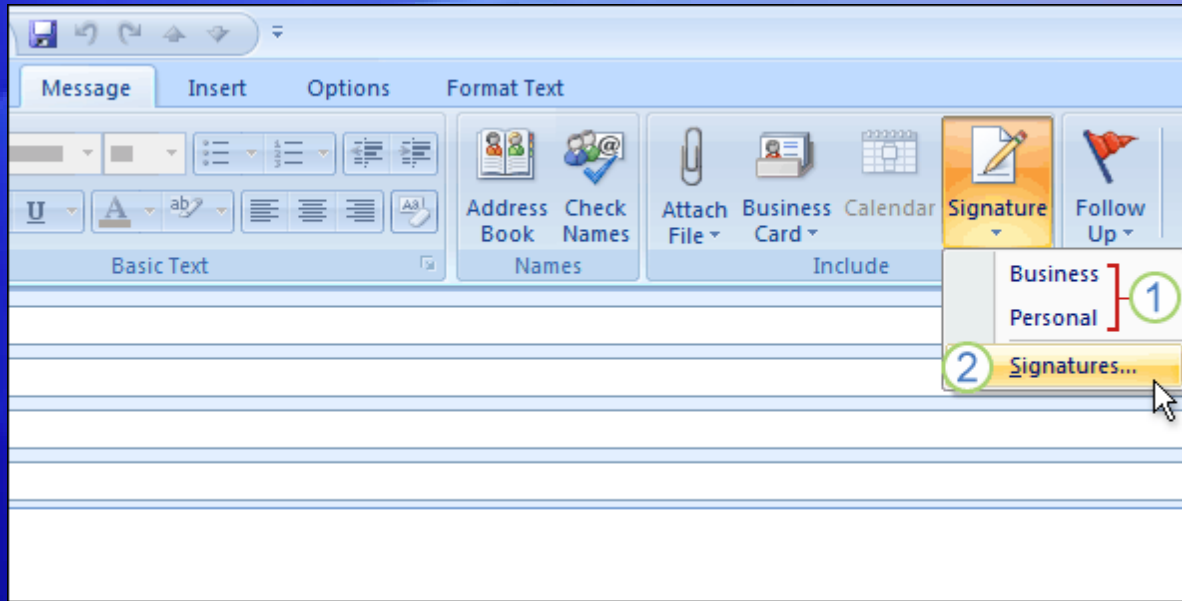 Message Insert Options Format Text
U A ab
Address Book
Check Names
Attach File
Business Card
Calendar
Signature
Follow Up
Basic Text
Names
Include
Business
Personal
1
2 Signatures...